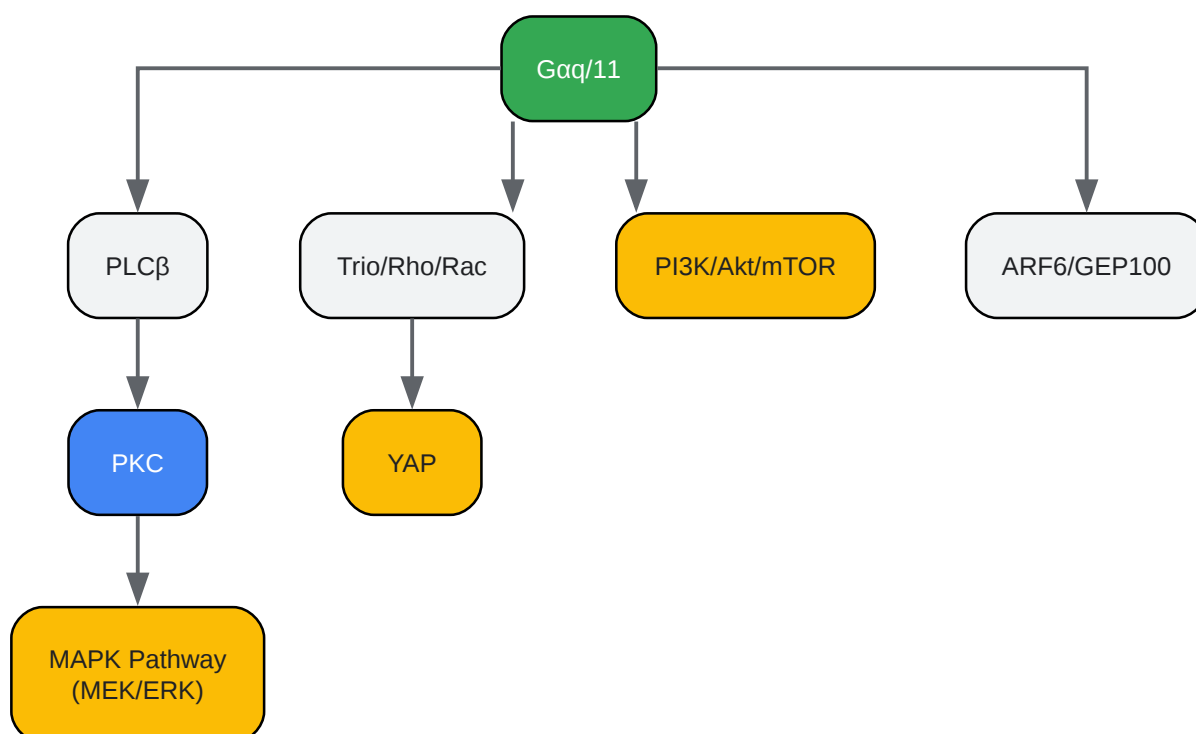 Gαq/11
PLCβ
Trio/Rho/Rac
PI3K/Akt/mTOR
ARF6/GEP100
PKC
YAP
MAPK Pathway
(MEK/ERK)